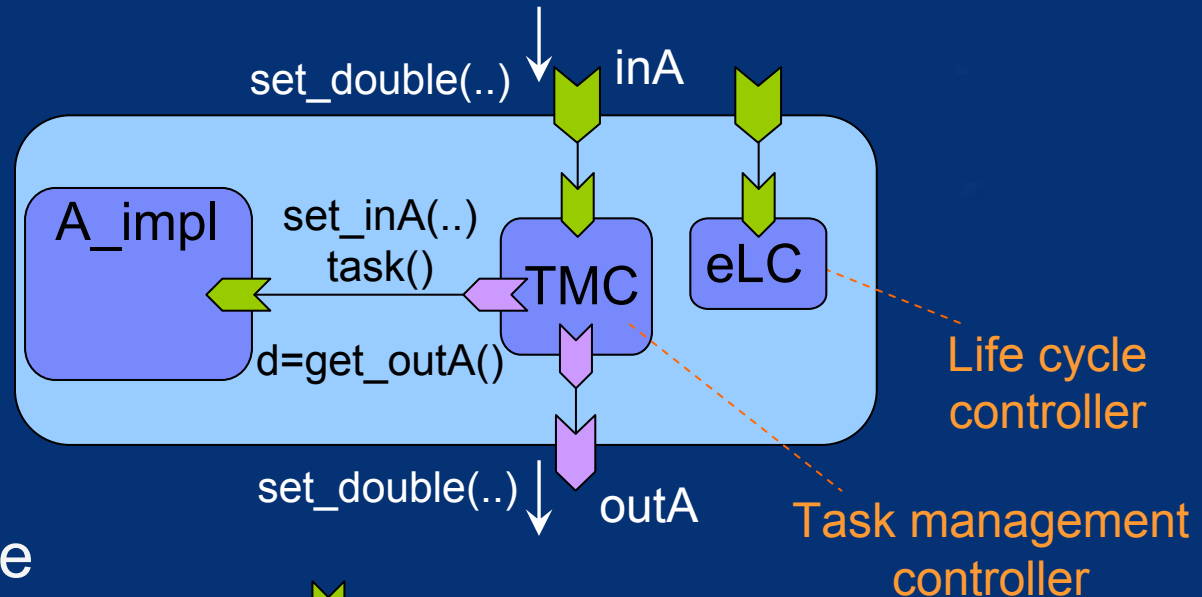 set_double(..)
inA
A_impl
set_inA(..)
task()
TMC
eLC
d=get_outA()
Life cycle
controller
set_double(..)
outA
Task management
controller
e